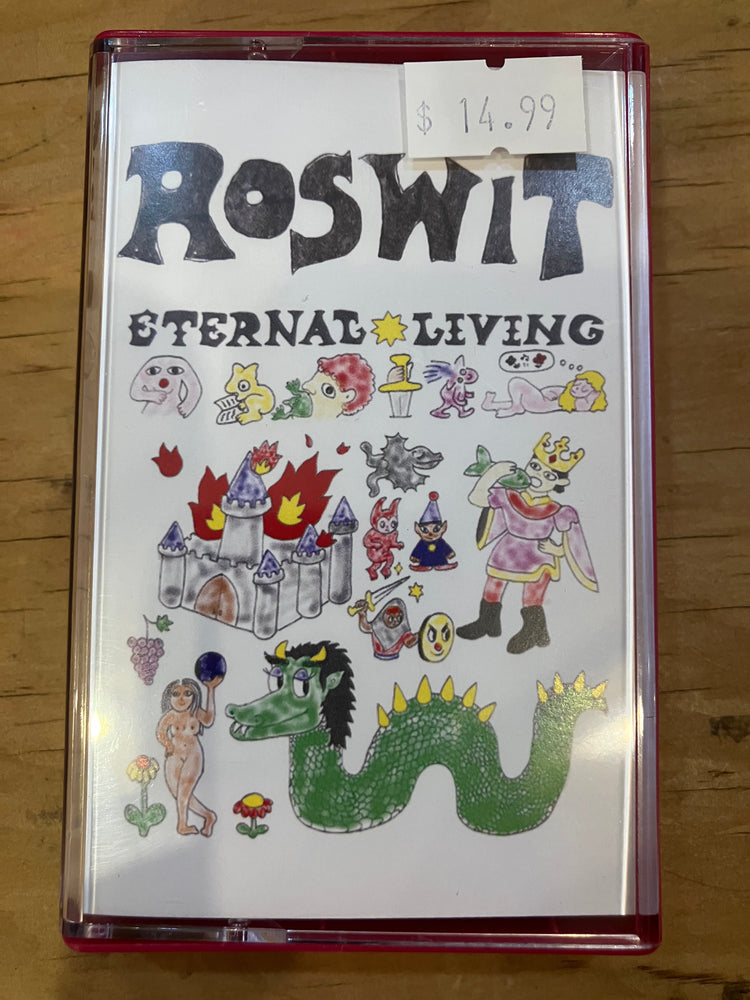 $ 14.99
ROSWIT
ETERNAL LIVING